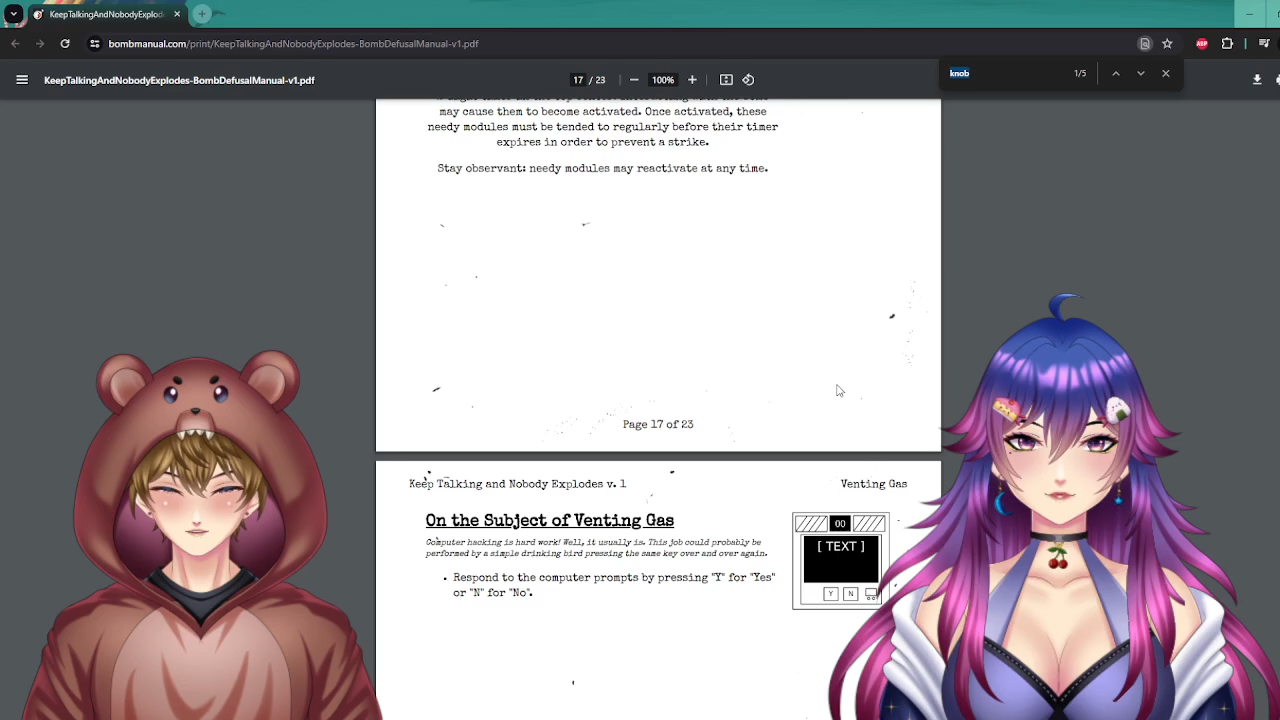 KeepTalkingAndNobodyExplo
bombmanual.com/print/KeepTalkingAndNobodyExplodes-BombDefusalManual-v1.pdf
ABP
knob
1/5
KeepTalkingAndNobodyExplodes-BombDefusalManual-v1.pdf
17 / 23
100%
may cause them to become activated. Once activated, these
needy modules must be tended to regularly before their timer
expires in order to prevent a strike.
Stay observant: needy modules may reactivate at any time.
Page 17 of 23
Keep Talking and Nobody Explodes v. 1
Venting Gas
On the Subject of Venting Gas
Computer hacking is hard work! Well, it usually is. This job could probably be
performed by a simple drinking bird pressing the same key over and over again.
00
[ TEXT ]
Y N
• Respond to the computer prompts by pressing "Y" for "Yes"
or "N" for "No".